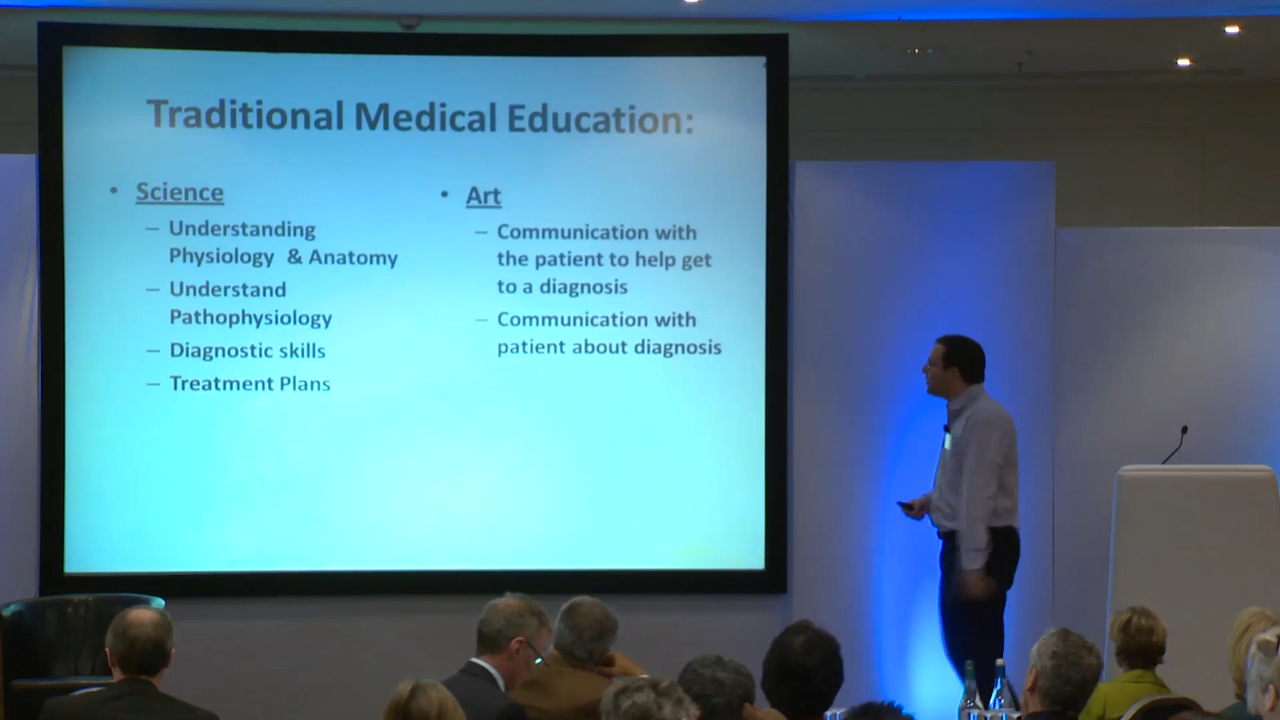 Traditional Medical Education:
• Science
– Understanding
Physiology & Anatomy
– Understand
Pathophysiology
– Diagnostic skills
– Treatment Plans
• Art
– Communication with
the patient to help get
to a diagnosis
– Communication with
patient about diagnosis